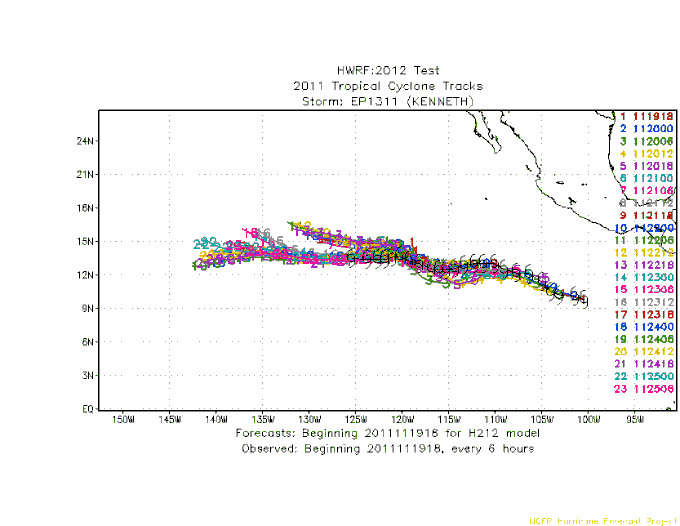 HWRF:2012 Test
2011 Tropical Cyclone Tracks
Storm: EP1311 (KENNETH)
1 111918
2 112000
3 112006
4 112012
5 112018
6 112100
7 112106
8 112112
9 112118
10 112200
11 112206
12 112212
13 112218
14 112300
15 112306
16 112312
17 112318
18 112400
19 112406
20 112412
21 112418
22 112500
23 112506
24N
21N
18N
15N
12N
9N
6N
3N
EQ
150W 145W 140W 135W 130W 125W 120W 115W 110W 105W 100W 95W
Forecasts: Beginning 2011111918 for H212 model
Observed: Beginning 2011111918, every 6 hours
NCEP Hurricane Forecast Project